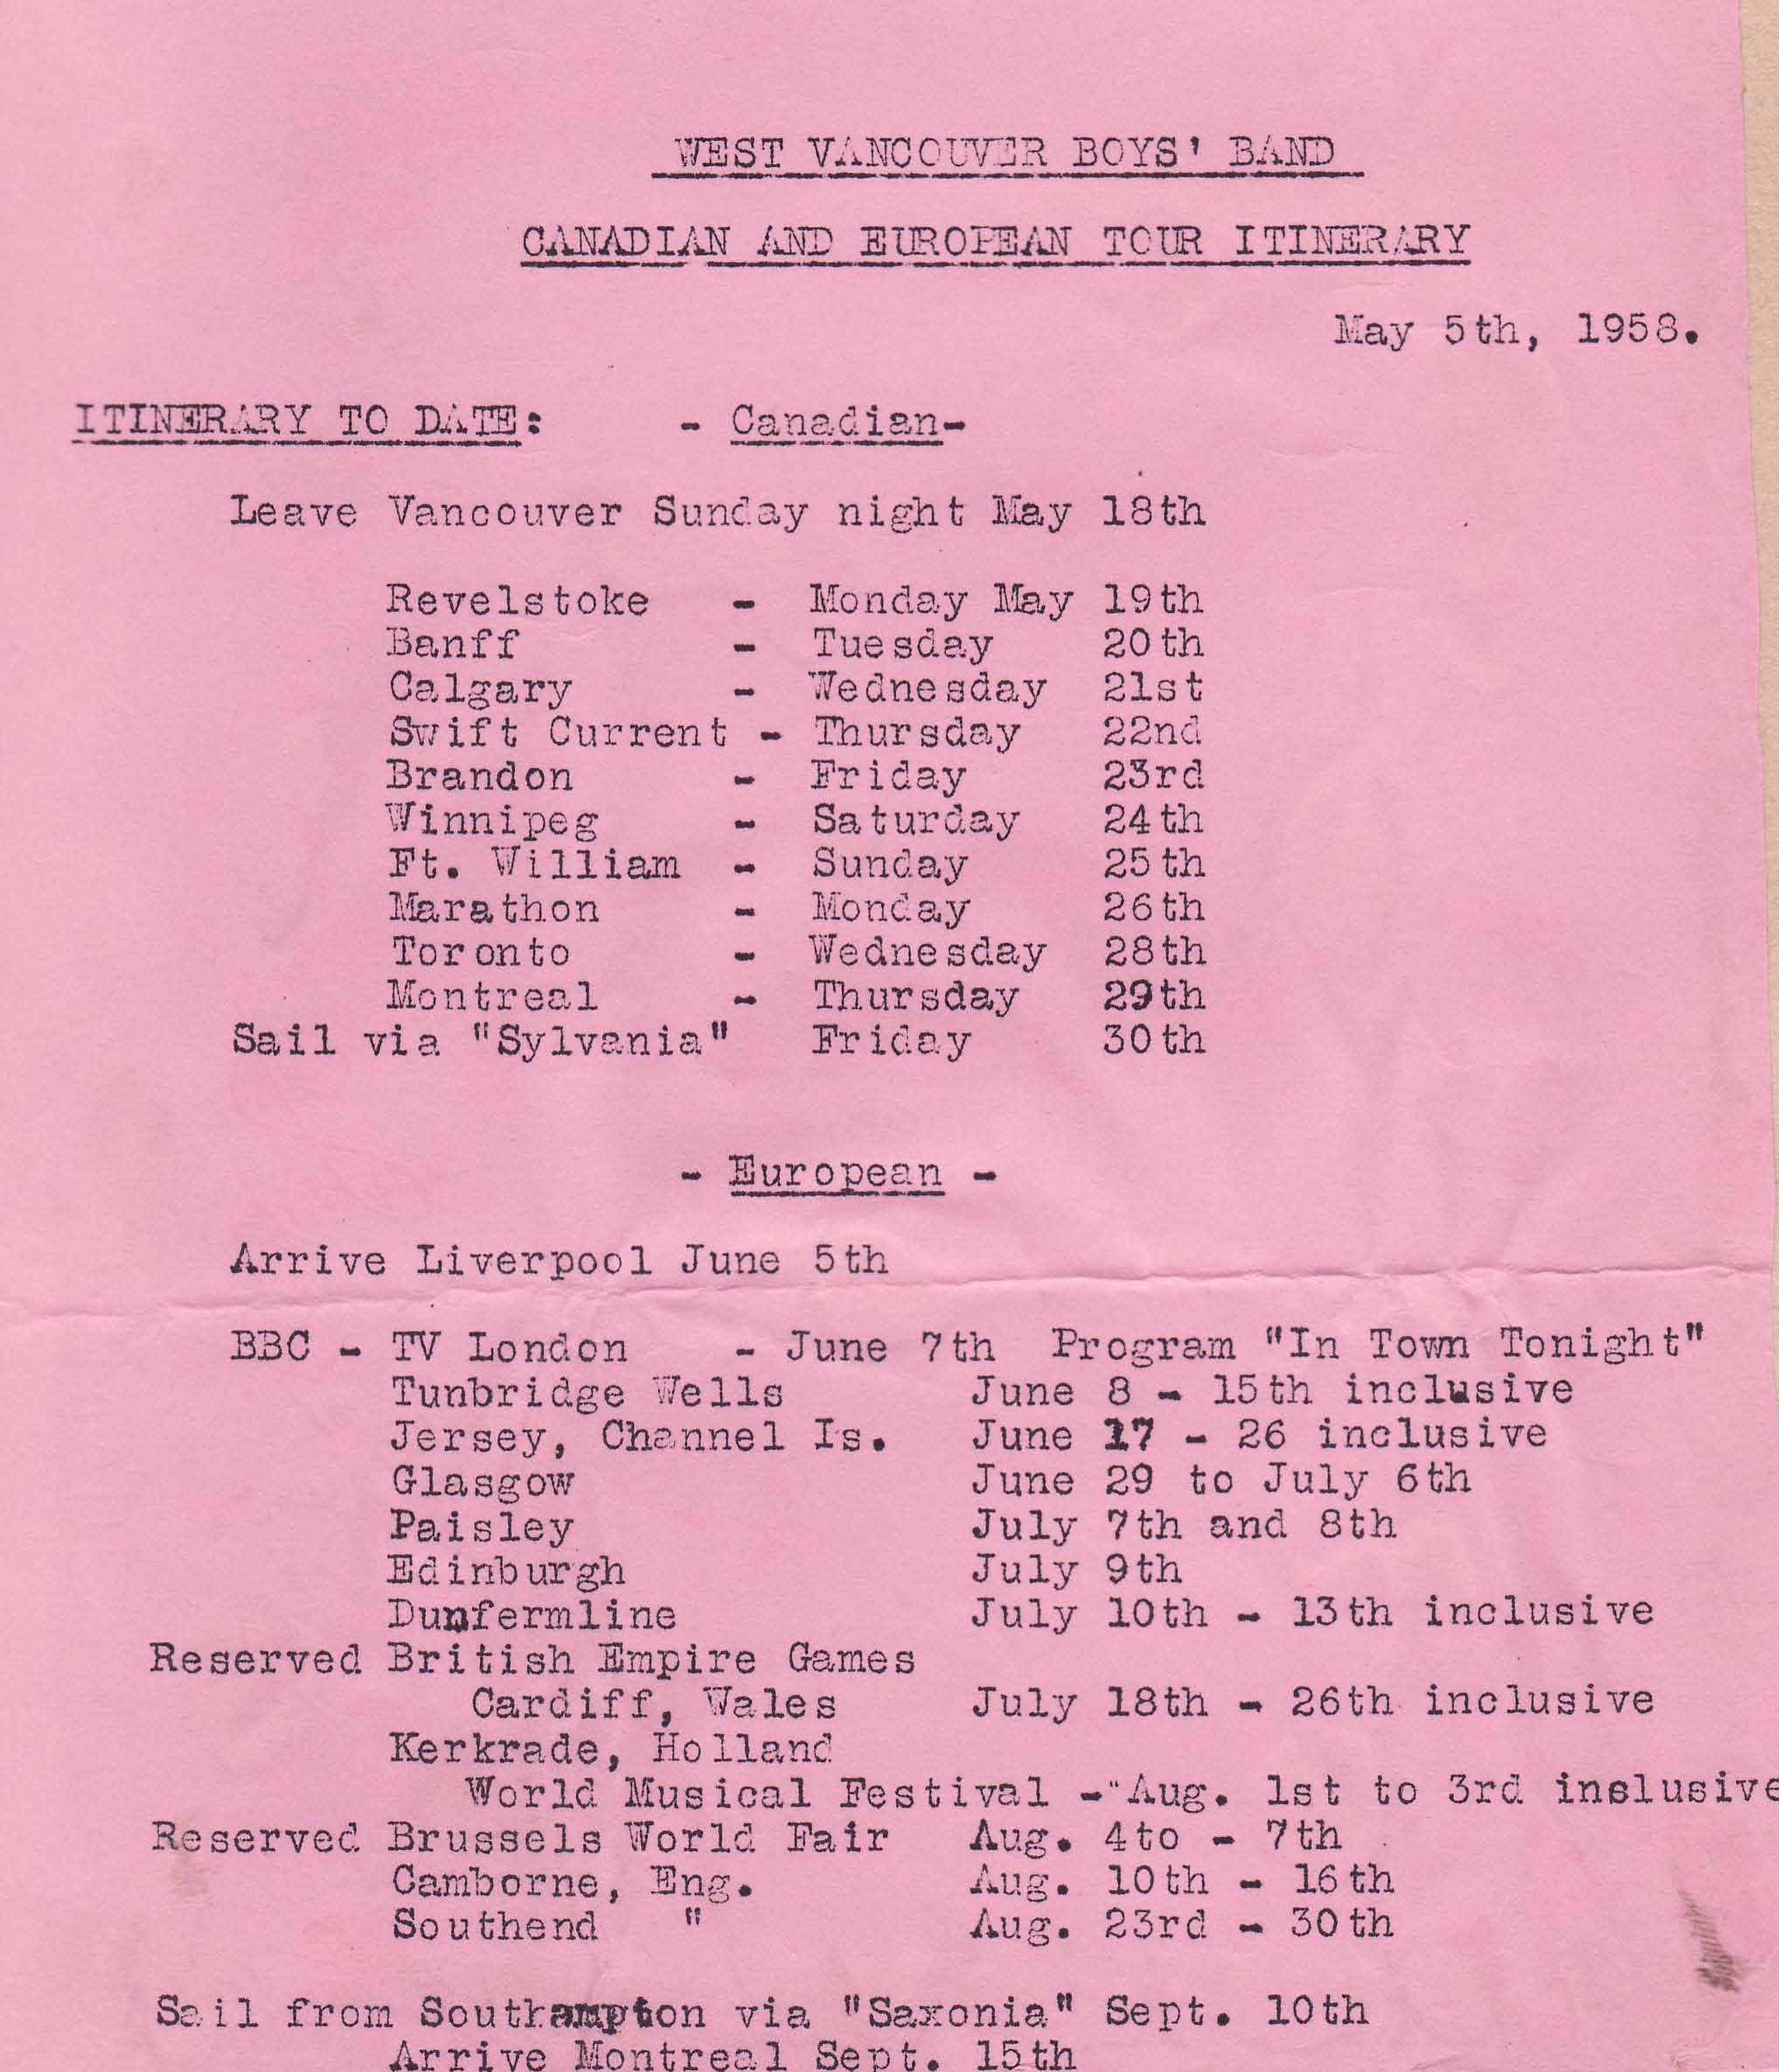 WEST VANCOUVER BOYS' BAND
CANADIAN AND EUROPEAN TOUR ITINERARY
May 5th, 1958.
ITINERARY TO DATE: - Canadian-
Leave Vancouver Sunday night May 18th
Revelstoke - Monday May 19th
Banff - Tuesday 20th
Calgary - Wednesday 21st
Swift Current - Thursday 22nd
Brandon - Friday 23rd
Winnipeg - Saturday 24th
Ft. William - Sunday 25th
Marathon - Monday 26th
Toronto - Wednesday 28th
Montreal - Thursday 29th
Sail via "Sylvania" Friday 30th
- European -
Arrive Liverpool June 5th
BBC - TV London - June 7th Program "In Town Tonight"
Tunbridge Wells June 8 - 15th inclusive
Jersey, Channel Is. June 17 - 26 inclusive
Glasgow June 29 to July 6th
Paisley July 7th and 8th
Edinburgh July 9th
Dunfermline July 10th - 13th inclusive
Reserved British Empire Games
Cardiff, Wales July 18th - 26th inclusive
Kerkrade, Holland
World Musical Festival - Aug. 1st to 3rd inclusive
Reserved Brussels World Fair Aug. 4to - 7th
Camborne, Eng. Aug. 10th - 16th
Southend " Aug. 23rd - 30th
Sail from Southampton via "Saxonia" Sept. 10th
Arrive Montreal Sept. 15th